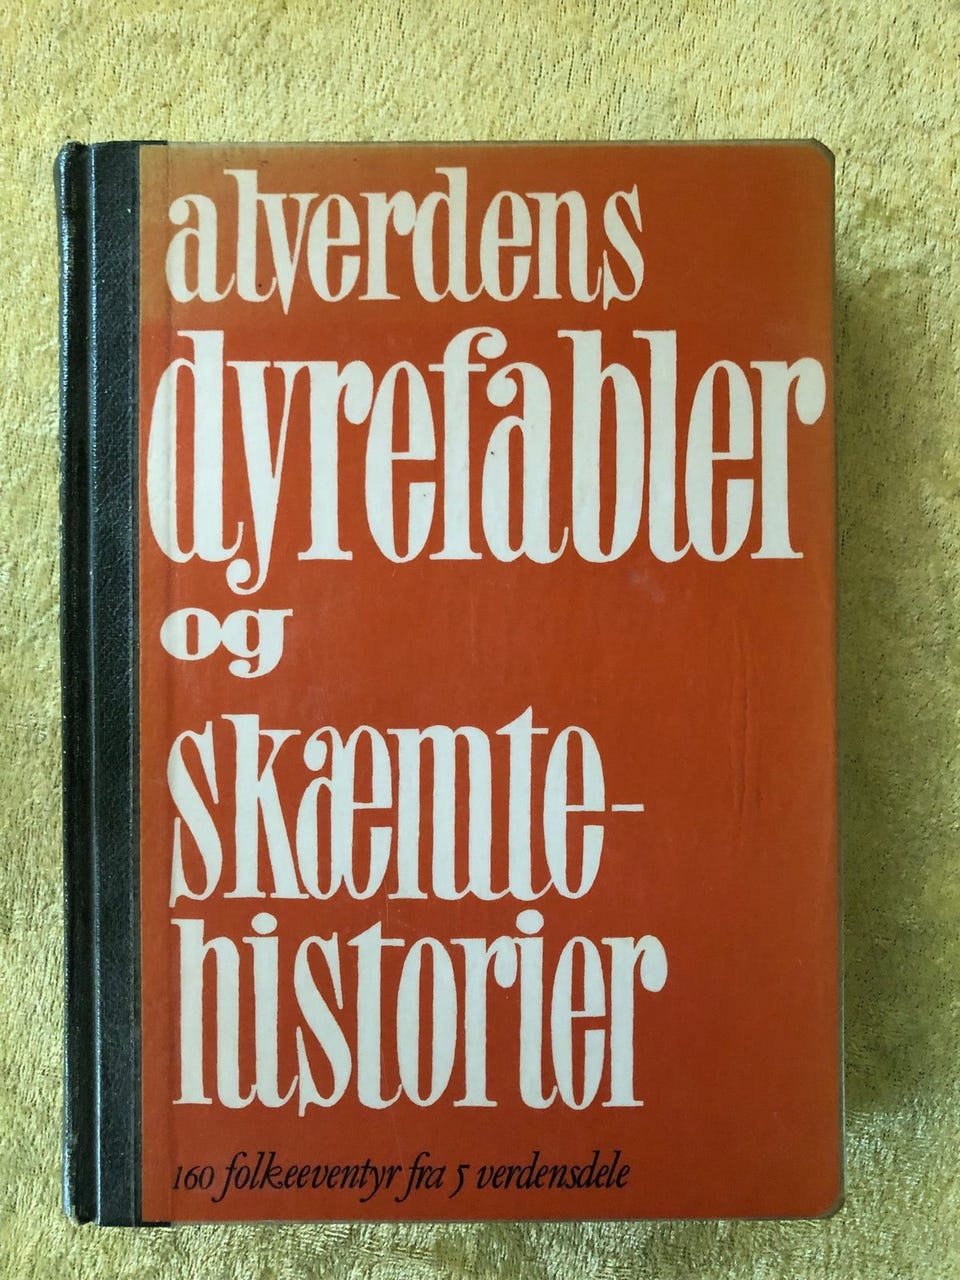 alverdens
dyrefabler
og
skæmte-
historier
160 folkeeventyr fra 5 verdensdele